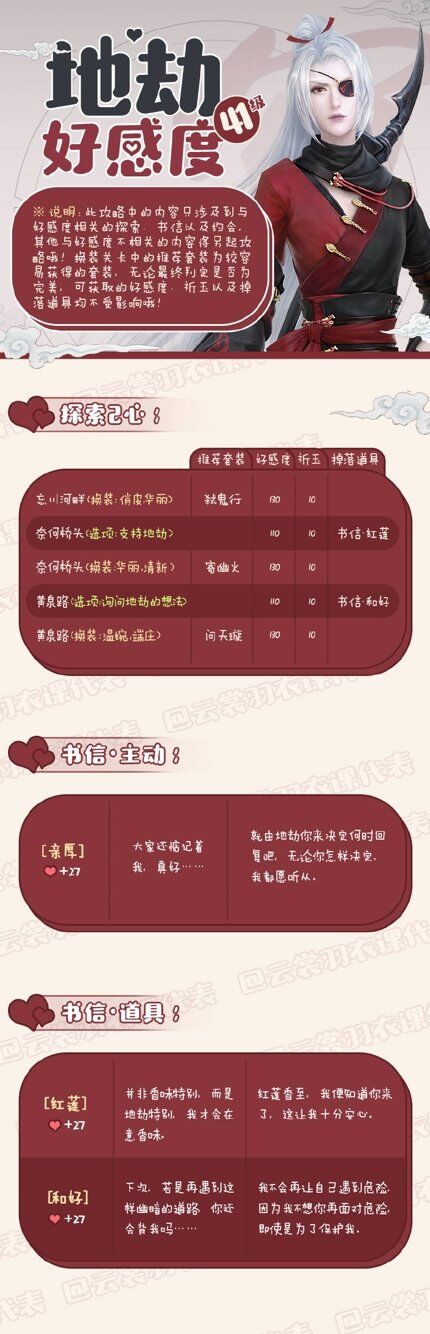 地劫
好感度
41级
※说明:此攻略中的内容只涉及到与
好感度相关的探索、书信以及约会,
其他与好感度不相关的内容将另起攻
略哦!换装关卡中的推荐套装为较容
易获得的套装,无论最终判定是否为
完美,可获取的好感度、祈玉以及掉
落道具均不受影响哦!
探索己心:
推荐套装 好感度 祈玉 掉落道具
忘川河畔(换装:俏皮华丽) 弑鬼行 130 10
奈何桥头(选项:支持地劫) 110 10 书信·红莲
奈何桥头(换装:华丽,清新) 寄幽火 130 10
黄泉路(选项:询问地劫的想法) 110 10 书信·和好
黄泉路(换装:温婉,端庄) 问天璇 130 10
书信·主动:
[亲厚]
+27
大家还惦记着
我,真好……
就由地劫你来决定何时回
复吧,无论你怎样决定,
我都愿听从。
书信·道具:
[红莲]
+27
并非香味特别,而是
地劫特别,我才会在
意香味。
红莲香至,我便知道你来
了,这让我十分安心。
[和好]
+27
下次,若是再遇到这
样幽暗的道路,你还
会背我吗……
我不会再让自己遇到危险,
因为我不想你再面对危险,
即使是为了保护我。
@云裳羽衣课代表